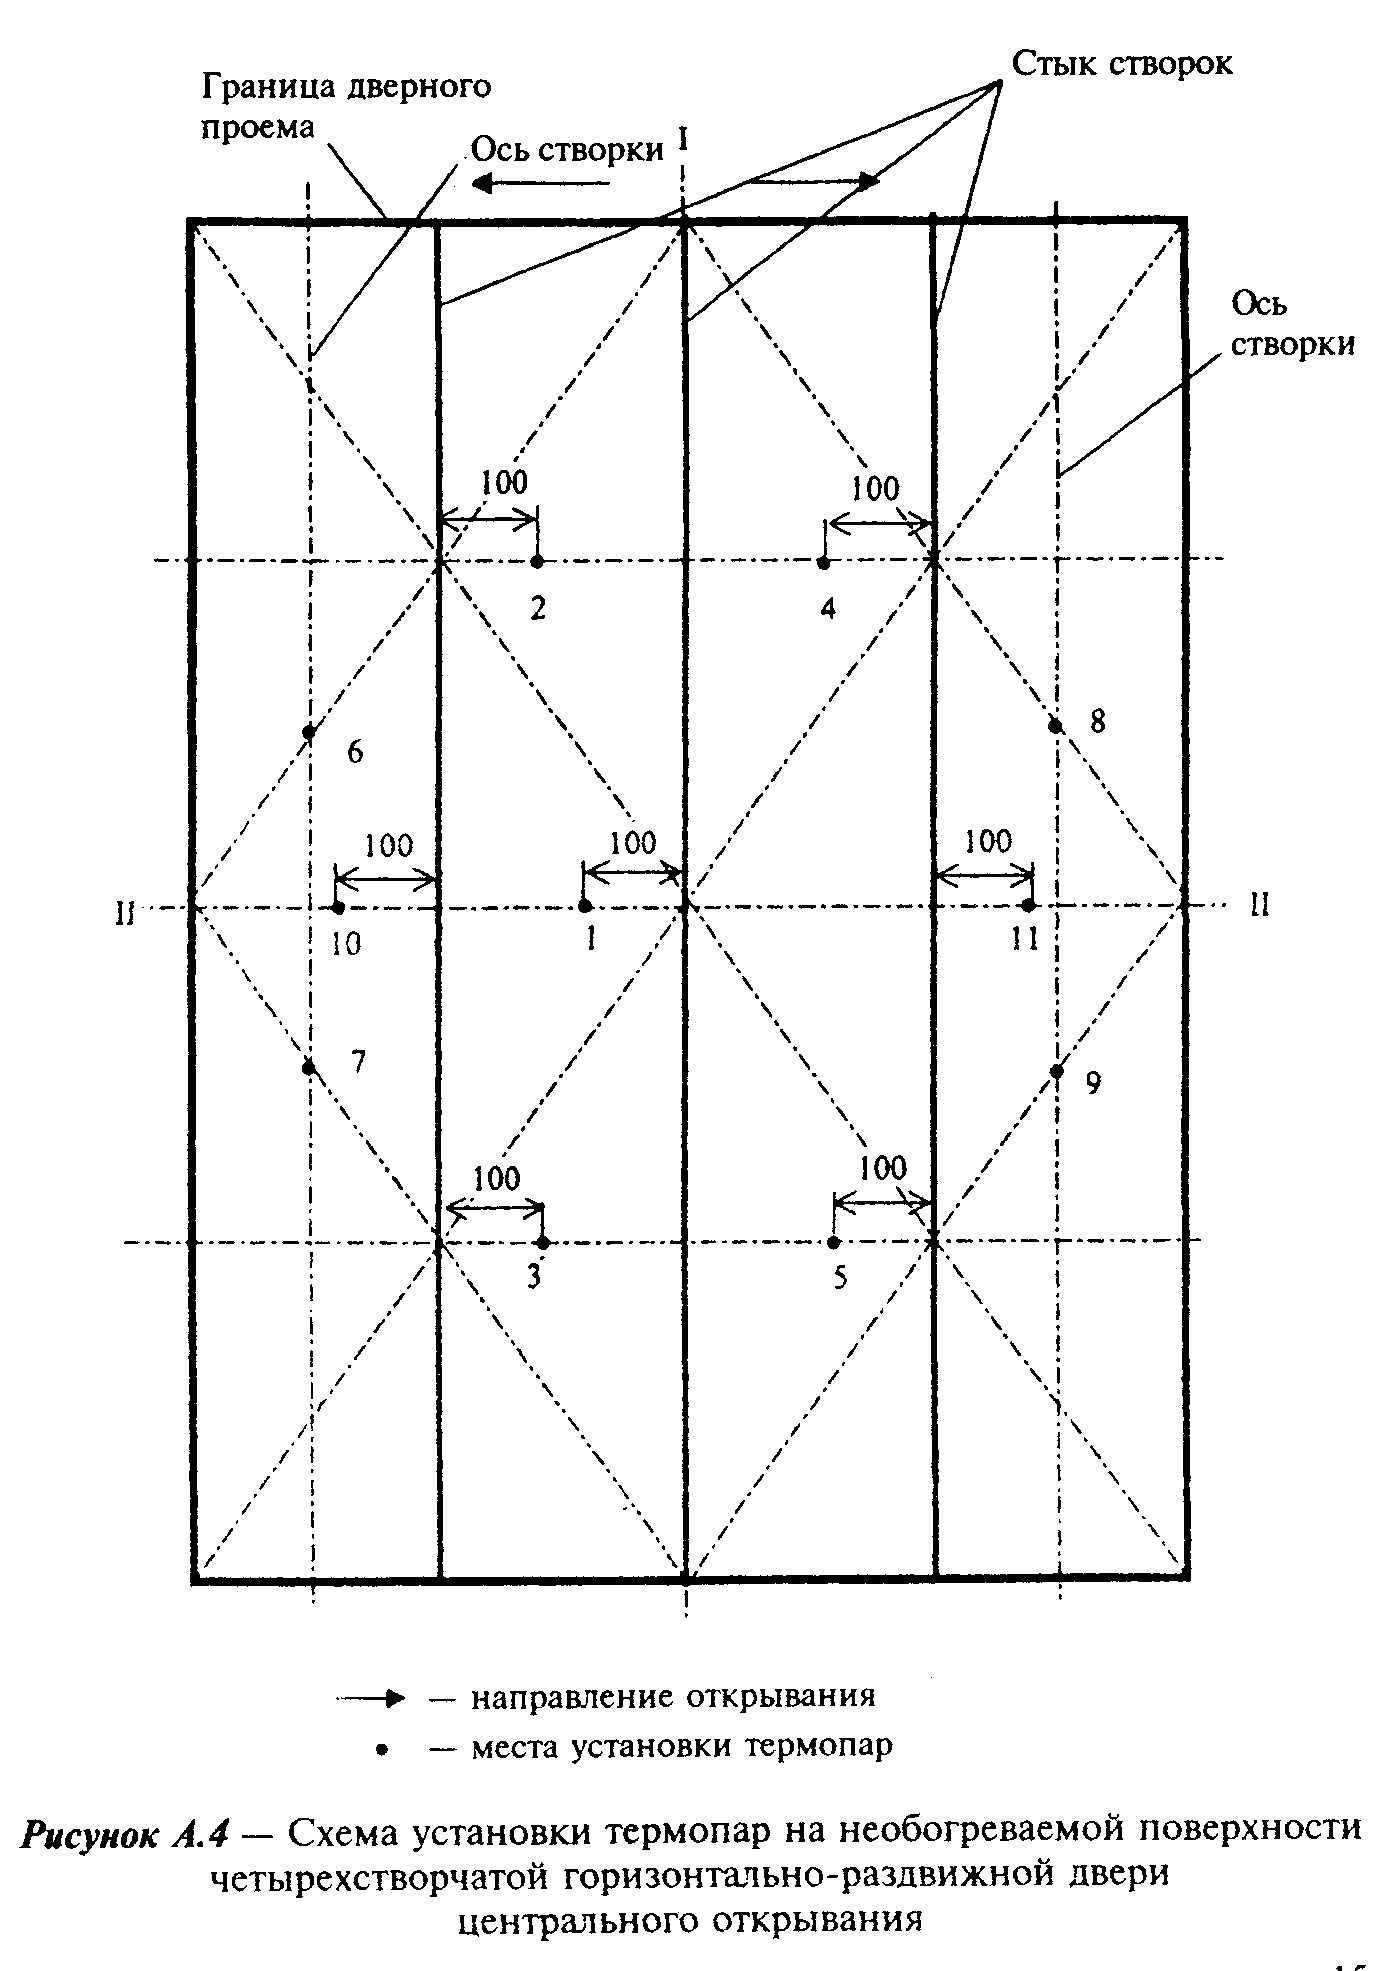 Граница дверного
проема
Ось створки
I
Стык створок
Ось
створки
100
100
2
4
6
8
100
100
100
II
II
10
1
11
7
9
100
100
3
5
— направление открывания
— места установки термопар
Рисунок А.4 — Схема установки термопар на необогреваемой поверхности
четырехстворчатой горизонтально-раздвижной двери
центрального открывания